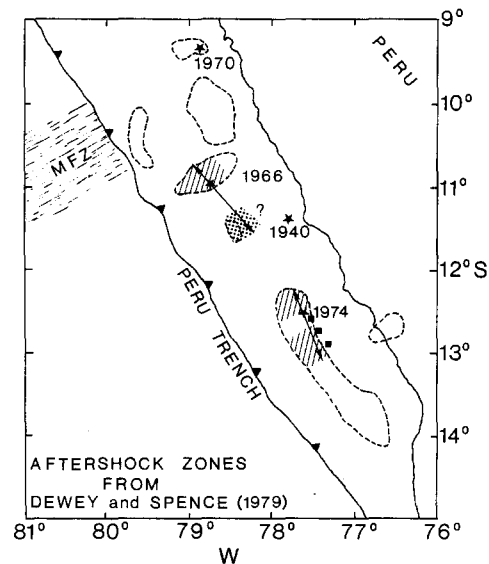 9°
PERU
1970
10°
MFZ
1966
11°
?
1940
12°S
PERU TRENCH
1974
13°
14°
AFTERSHOCK ZONES
FROM
DEWEY and SPENCE (1979)
81° 80° 79° 78° 77° 76°
W